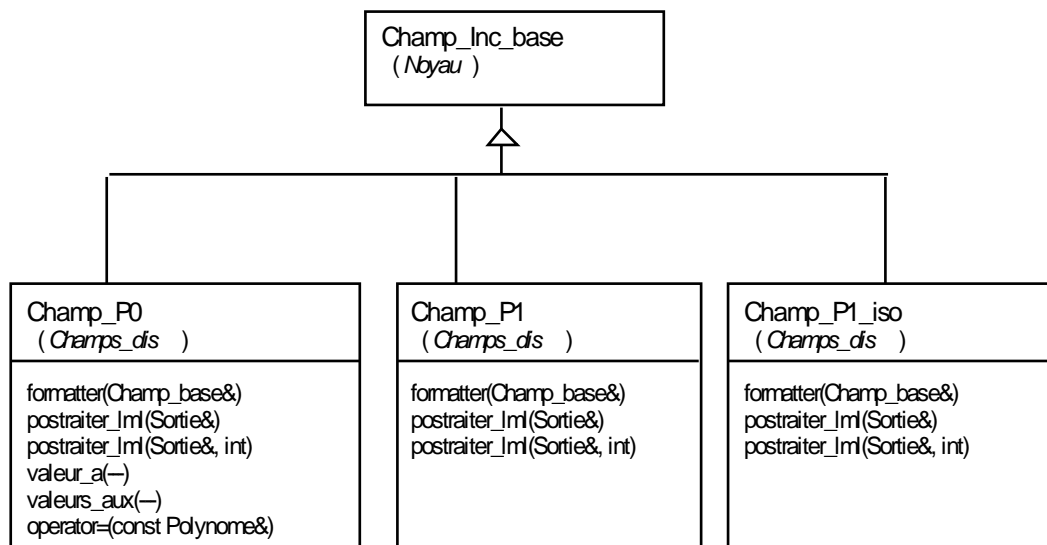 Champ_Inc_base
( Noyau )
Champ_P0
( Champs_dis )
formatter(Champ_base&)
postraiter_lml(Sortie&)
postraiter_lml(Sortie&, int)
valeur_a(---)
valeurs_aux(---)
operator=(const Polynome&)
Champ_P1
( Champs_dis )
formatter(Champ_base&)
postraiter_lml(Sortie&)
postraiter_lml(Sortie&, int)
Champ_P1_iso
( Champs_dis )
formatter(Champ_base&)
postraiter_lml(Sortie&)
postraiter_lml(Sortie&, int)